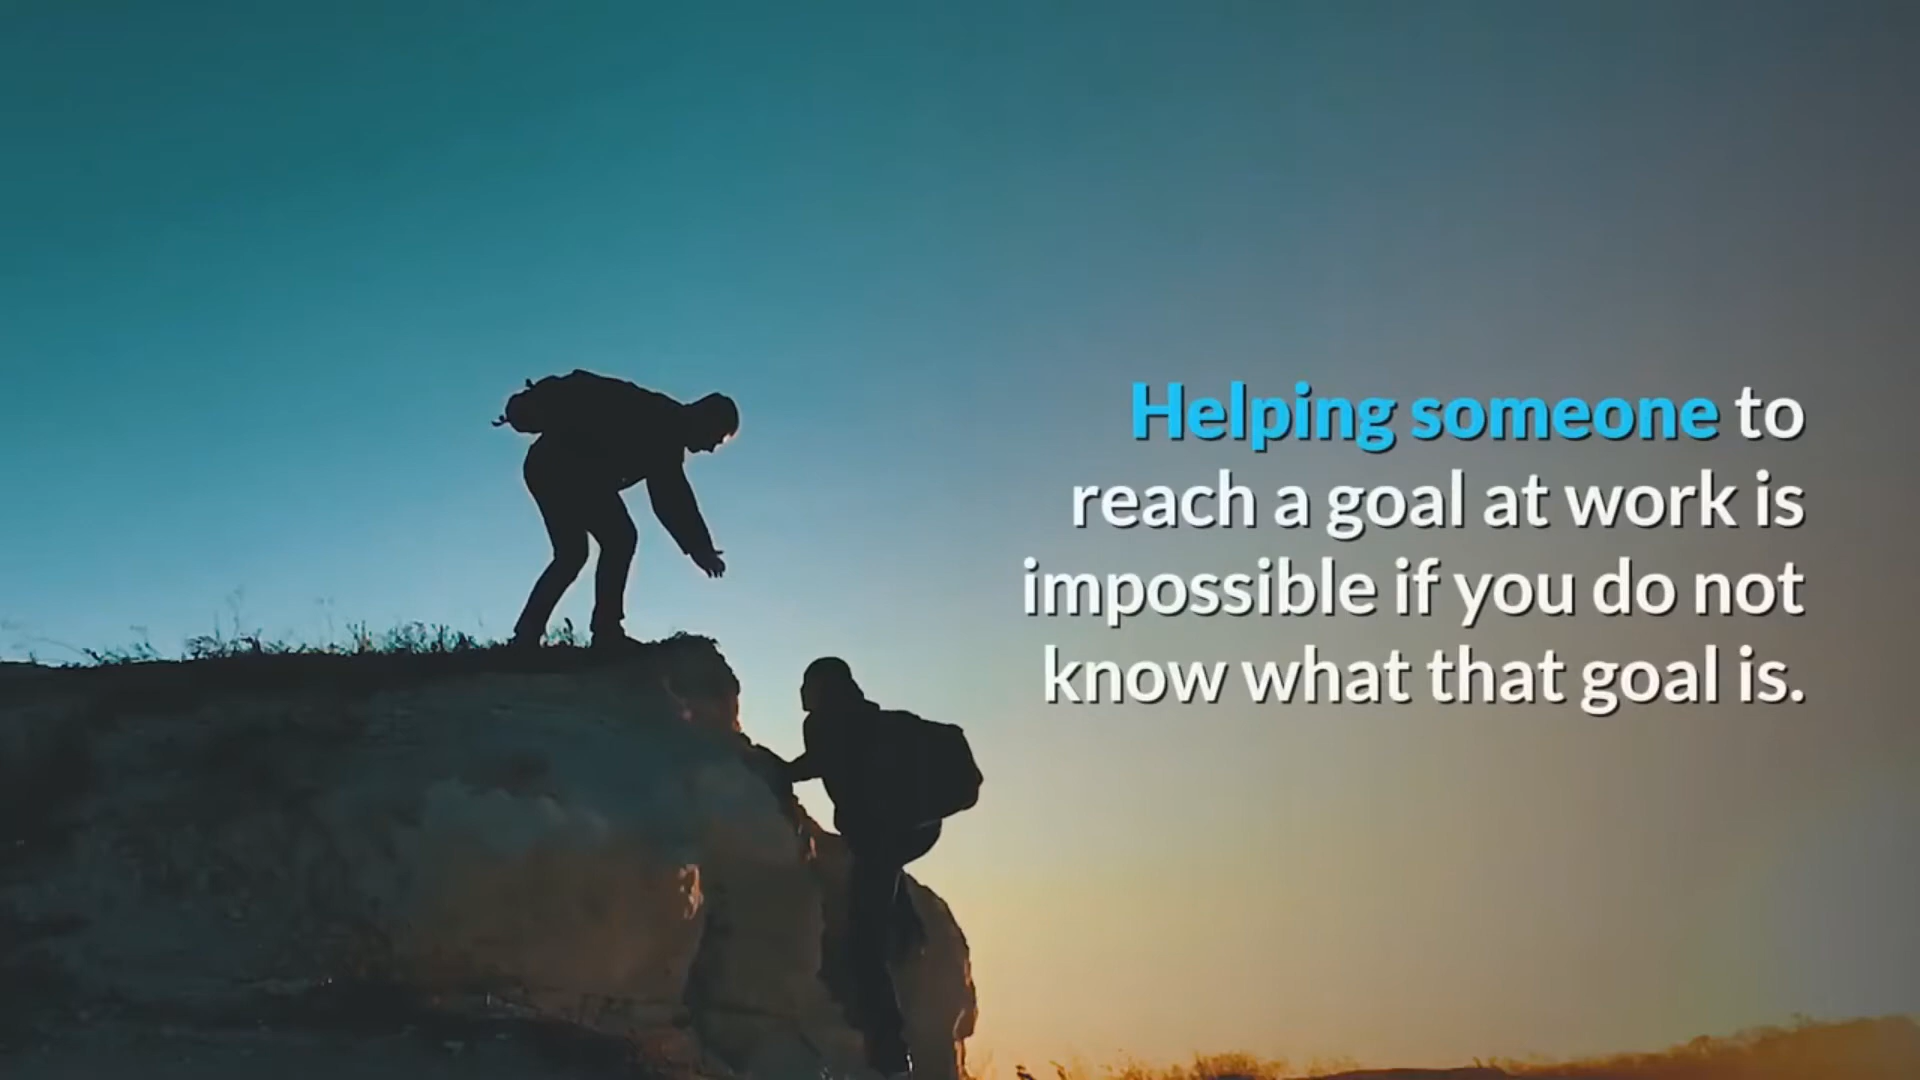 Helping someone to
reach a goal at work is
impossible if you do not
know what that goal is.